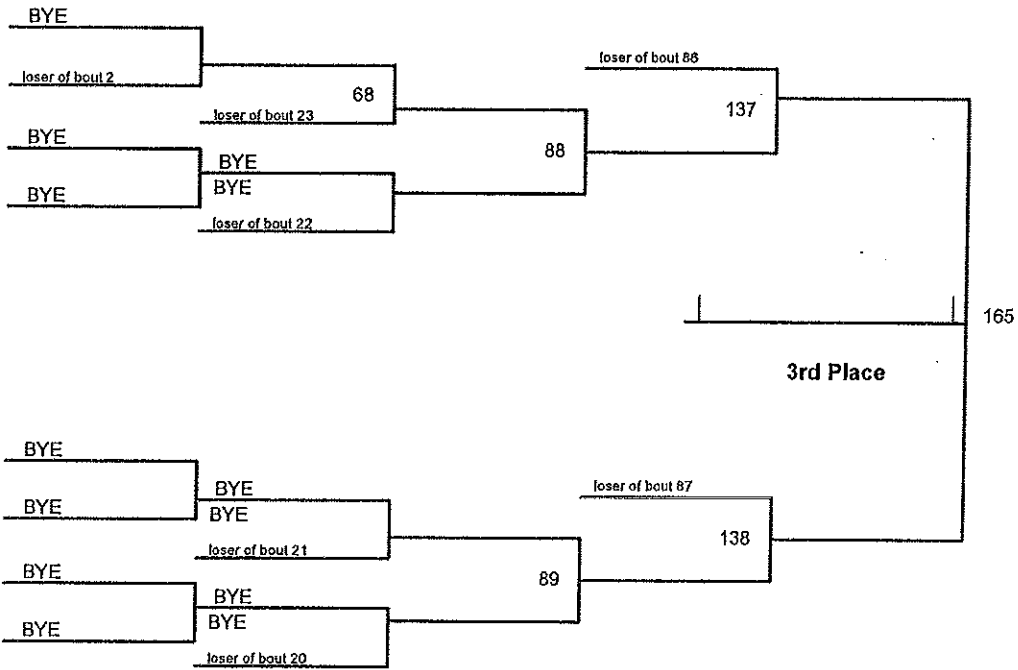 BYE
loser of bout 2
68
loser of bout 23
BYE
BYE
BYE
BYE
loser of bout 22
88
loser of bout 86
137
165
3rd Place
BYE
BYE
BYE
BYE
loser of bout 21
BYE
BYE
BYE
BYE
loser of bout 20
89
loser of bout 87
138